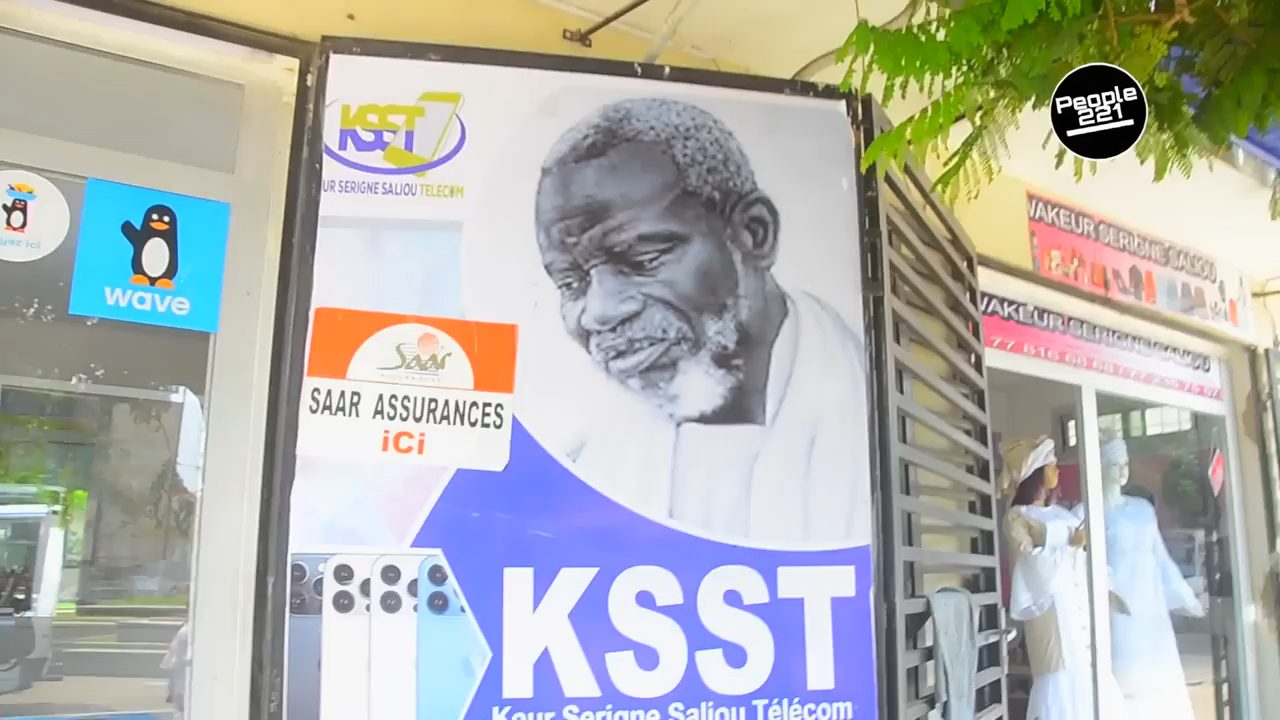 KSST
KEUR SERIGNE SALIOU TELECOM
wave
Saar
SAAR ASSURANCES
iCi
KSST
Keur Serigne Saliou Télécom
People
221
WAKEUR SERIGNE SALIOU
WAKEUR SERIGNE SALIOU